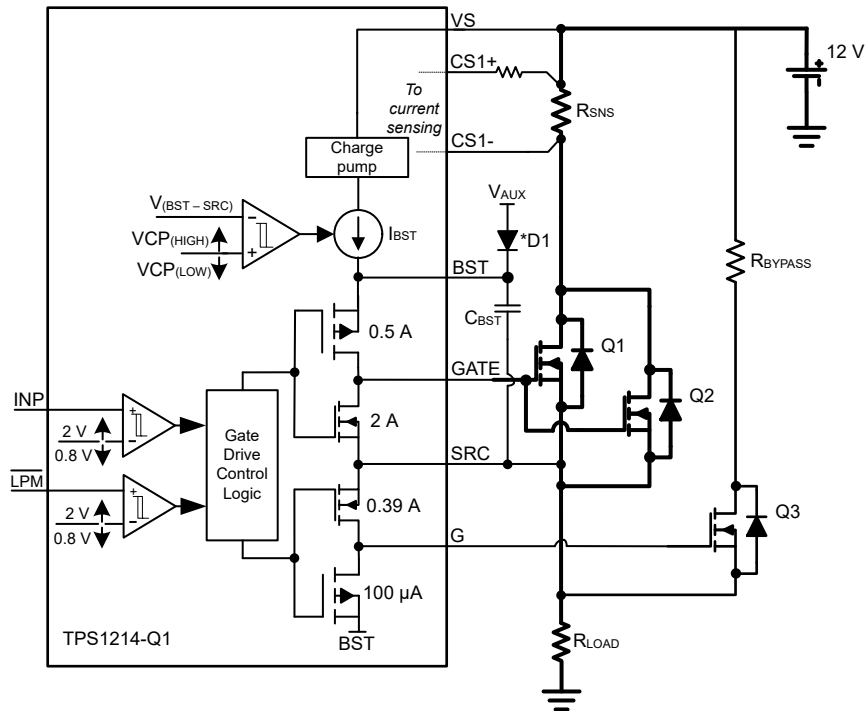 VS
12 V
CS1+
To
current
sensing
RSNS
CS1-
Charge
pump
VAUX
V(BST – SRC)
IBST
*D1
VCP(HIGH)
VCP(LOW)
BST
RBYPASS
CBST
0.5 A
Q1
GATE
Q2
INP
2 V
0.8 V
2 A
Gate
Drive
Control
Logic
SRC
LPM
2 V
0.8 V
0.39 A
Q3
G
100 µA
TPS1214-Q1
BST
RLOAD